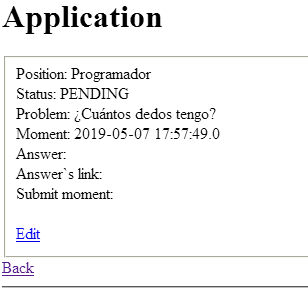 Application
Position: Programador
Status: PENDING
Problem: ¿Cuántos dedos tengo?
Moment: 2019-05-07 17:57:49.0
Answer:
Answer`s link:
Submit moment:
Edit
Back